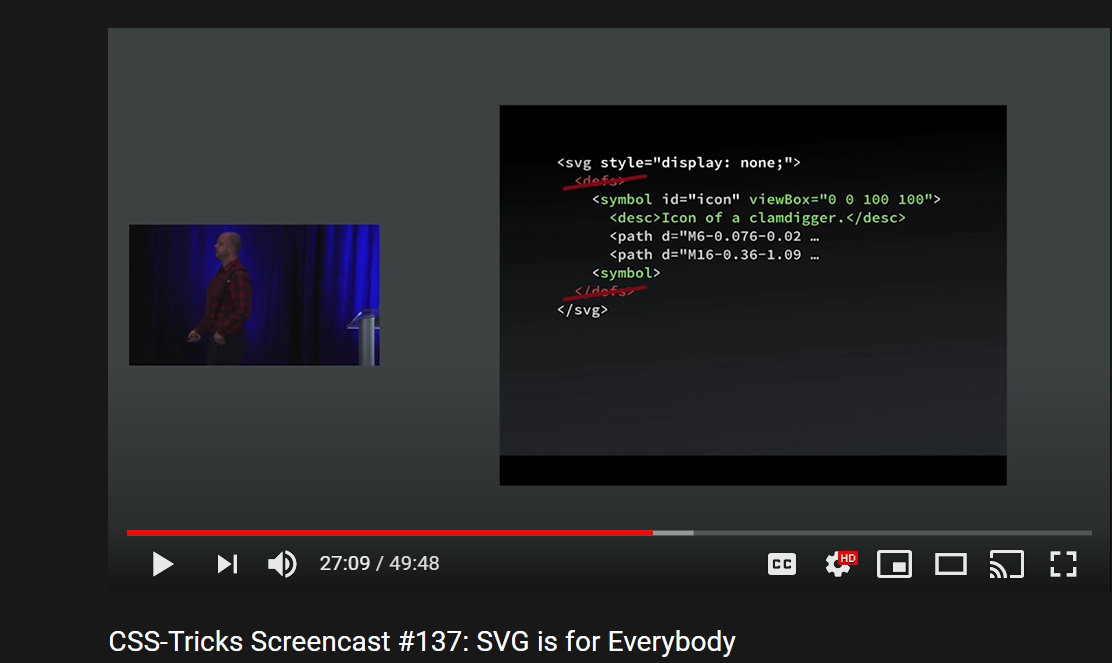 <svg style="display: none;">
<defs>
<symbol id="icon" viewBox="0 0 100 100">
<desc>Icon of a clamdigger.</desc>
<path d="M6-0.076-0.02 …
<path d="M16-0.36-1.09 …
<symbol>
</defs>
</svg>
27:09 / 49:48
CC
HD
CSS-Tricks Screencast #137: SVG is for Everybody